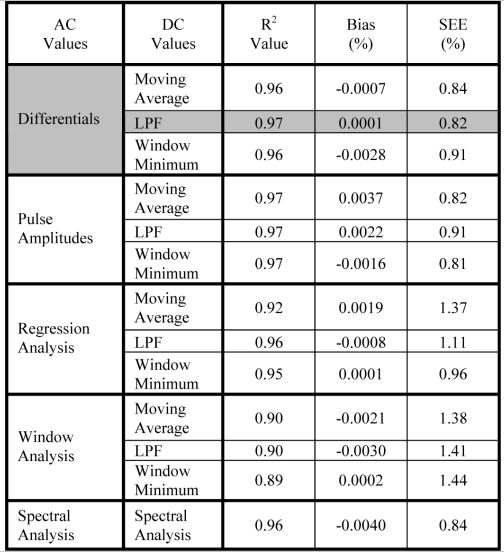 AC Values DC Values R² Value Bias (%) SEE (%)
Differentials Moving Average 0.96 -0.0007 0.84
LPF 0.97 0.0001 0.82
Window Minimum 0.96 -0.0028 0.91
Pulse Amplitudes Moving Average 0.97 0.0037 0.82
LPF 0.97 0.0022 0.91
Window Minimum 0.97 -0.0016 0.81
Regression Analysis Moving Average 0.92 0.0019 1.37
LPF 0.96 -0.0008 1.11
Window Minimum 0.95 0.0001 0.96
Window Analysis Moving Average 0.90 -0.0021 1.38
LPF 0.90 -0.0030 1.41
Window Minimum 0.89 0.0002 1.44
Spectral Analysis Spectral Analysis 0.96 -0.0040 0.84